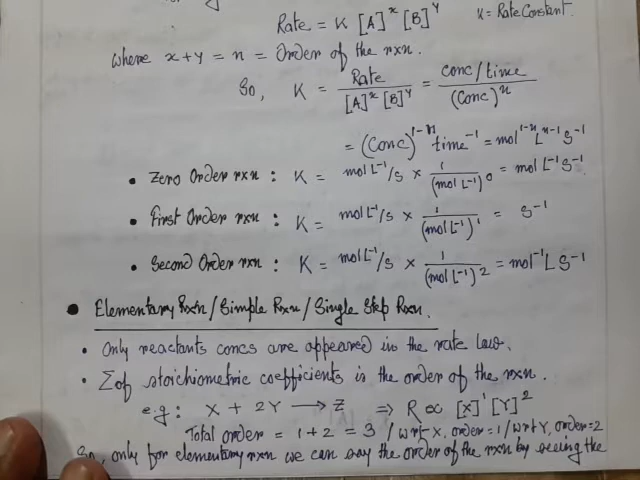 Rate = K [A]^x [B]^y    K = Rate Constant.
where x+y = n = Order of the rxn.
So, K = Rate / [A]^x [B]^y = conc/time / (Conc)^n
= (Conc)^1-n time^-1 = mol^1-n L^n-1 S^-1
• Zero Order rxn : K = mol L^-1/s × 1/(mol L^-1)^0 = mol L^-1 S^-1
• First Order rxn : K = mol L^-1/s × 1/(mol L^-1)^1 = S^-1
• Second Order rxn : K = mol L^-1/s × 1/(mol L^-1)^2 = mol^-1 L S^-1
• Elementary Rxn / Simple Rxn / Single Step Rxn.
• Only reactants concs are appeared in the rate law.
• Σ of stoichiometric coefficients is the order of the rxn.
e.g: X + 2Y → Z ⇒ R ∝ [X]^1 [Y]^2
Total order = 1+2 = 3 / wrt X, order = 1 / wrt Y, order = 2
So, only for elementary rxn we can say the order of the rxn by seeing the